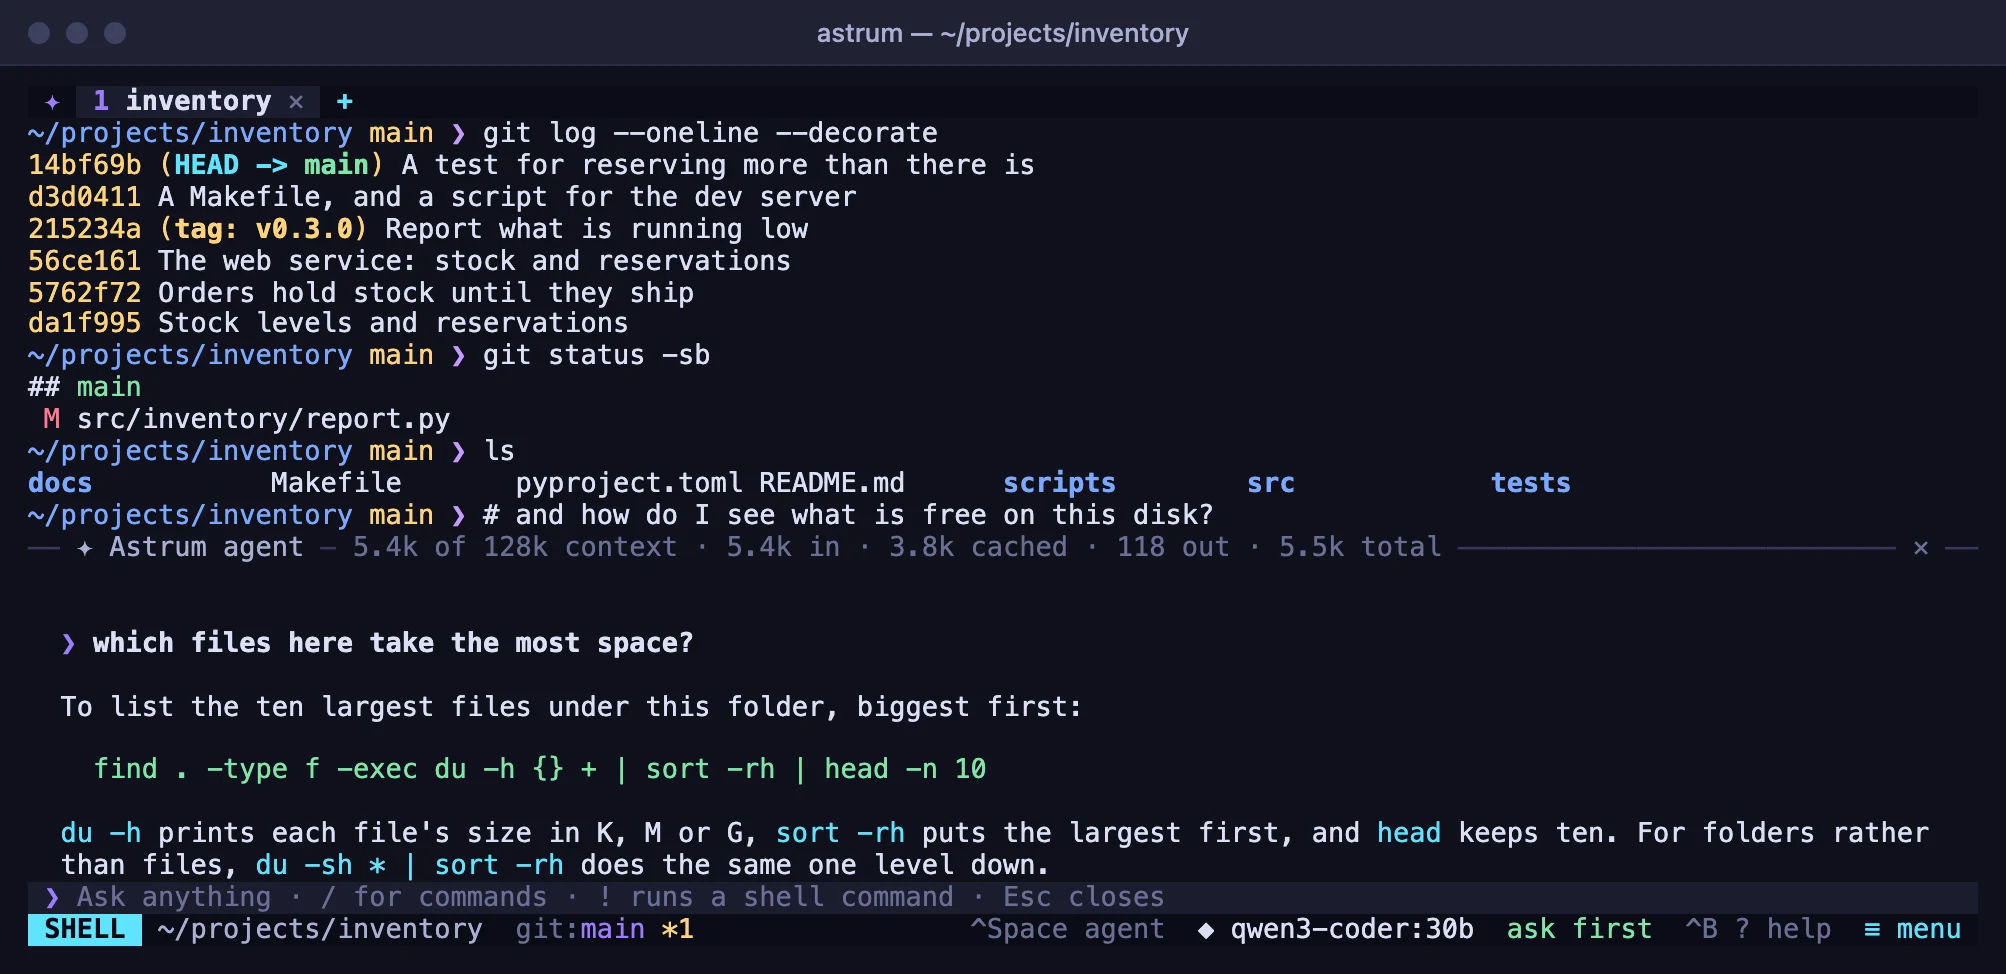 astrum — ~/projects/inventory
✦ 1 inventory × +
~/projects/inventory main ❯ git log --oneline --decorate
14bf69b (HEAD -> main) A test for reserving more than there is
d3d0411 A Makefile, and a script for the dev server
215234a (tag: v0.3.0) Report what is running low
56ce161 The web service: stock and reservations
5762f72 Orders hold stock until they ship
da1f995 Stock levels and reservations
~/projects/inventory main ❯ git status -sb
## main
 M src/inventory/report.py
~/projects/inventory main ❯ ls
docs Makefile pyproject.toml README.md scripts src tests
~/projects/inventory main ❯ # and how do I see what is free on this disk?
── ✦ Astrum agent — 5.4k of 128k context · 5.4k in · 3.8k cached · 118 out · 5.5k total ── × ──
❯ which files here take the most space?
To list the ten largest files under this folder, biggest first:
find . -type f -exec du -h {} + | sort -rh | head -n 10
du -h prints each file's size in K, M or G, sort -rh puts the largest first, and head keeps ten. For folders rather
than files, du -sh * | sort -rh does the same one level down.
❯ Ask anything · / for commands · ! runs a shell command · Esc closes
SHELL ~/projects/inventory git:main *1 ^Space agent ◆ qwen3-coder:30b ask first ^B ? help ≡ menu